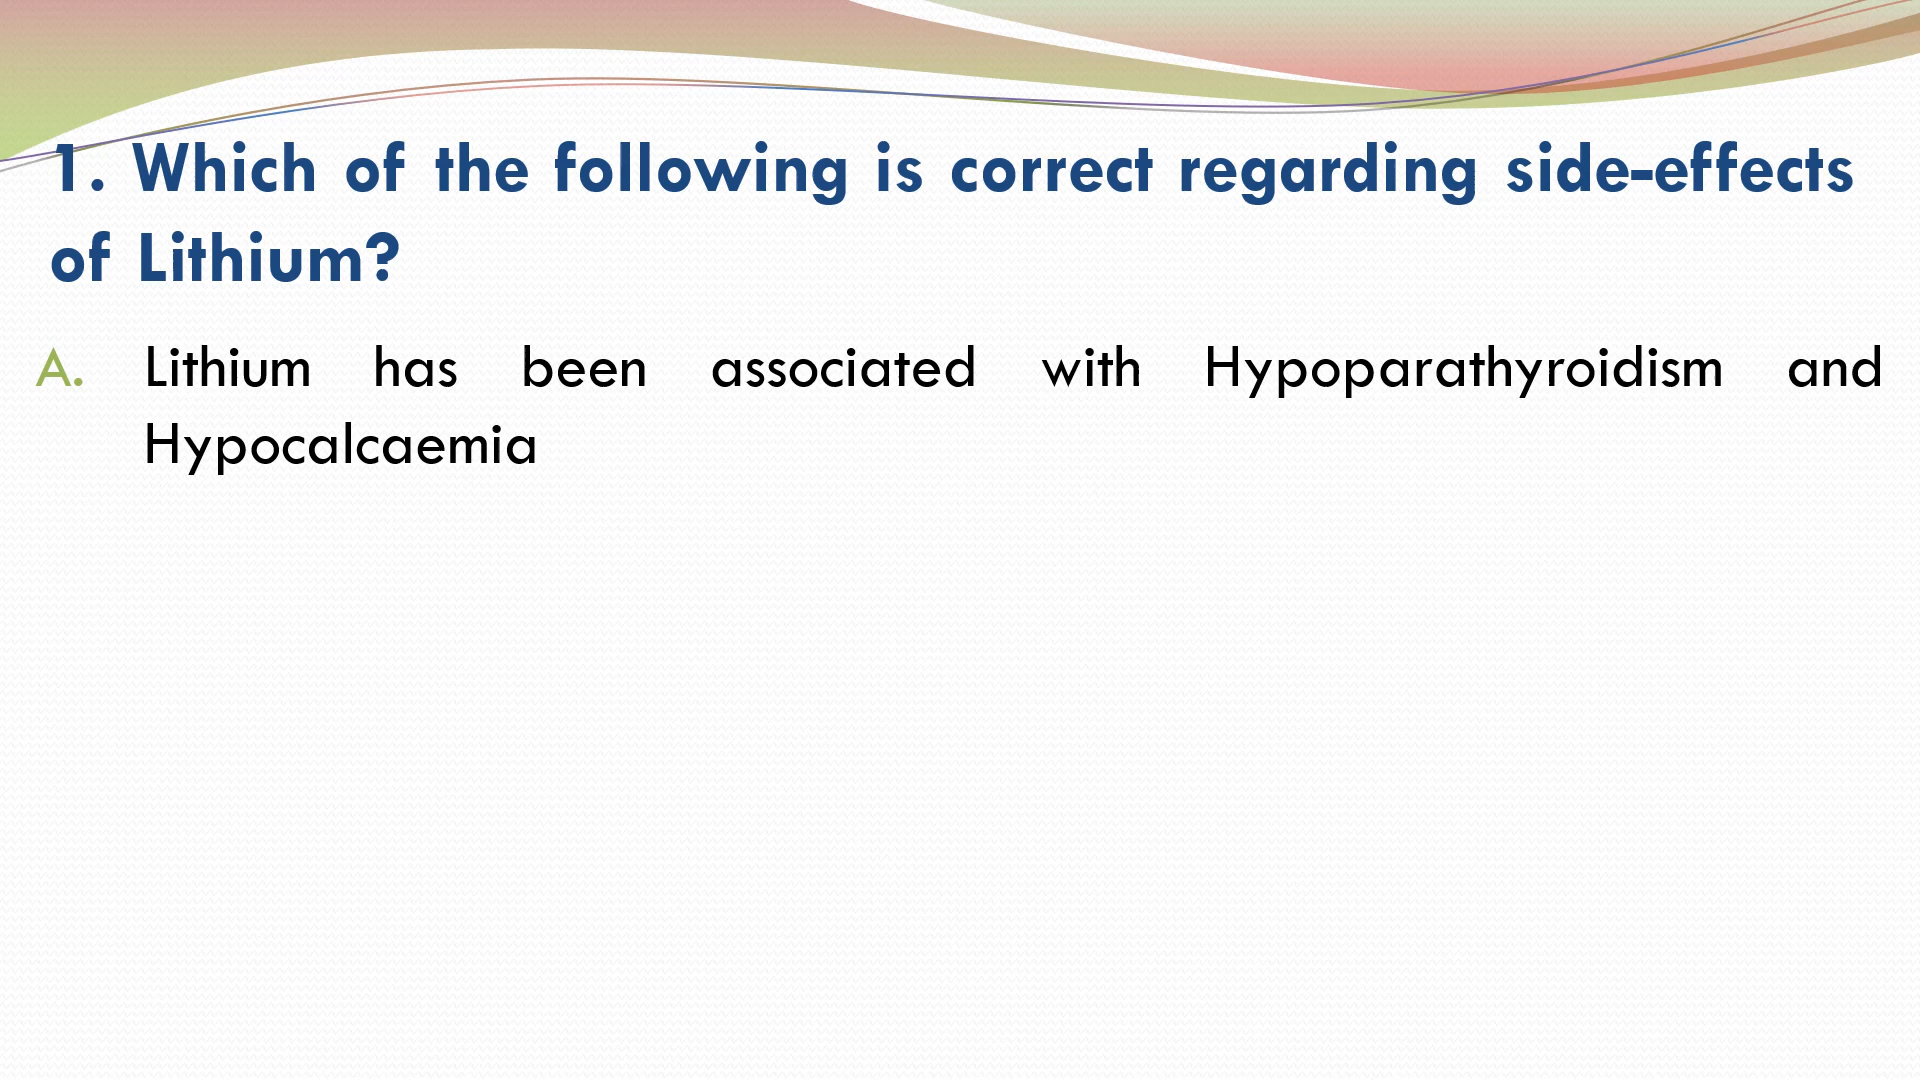 1. Which of the following is correct regarding side-effects
of Lithium?
A. Lithium has been associated with Hypoparathyroidism and
Hypocalcaemia